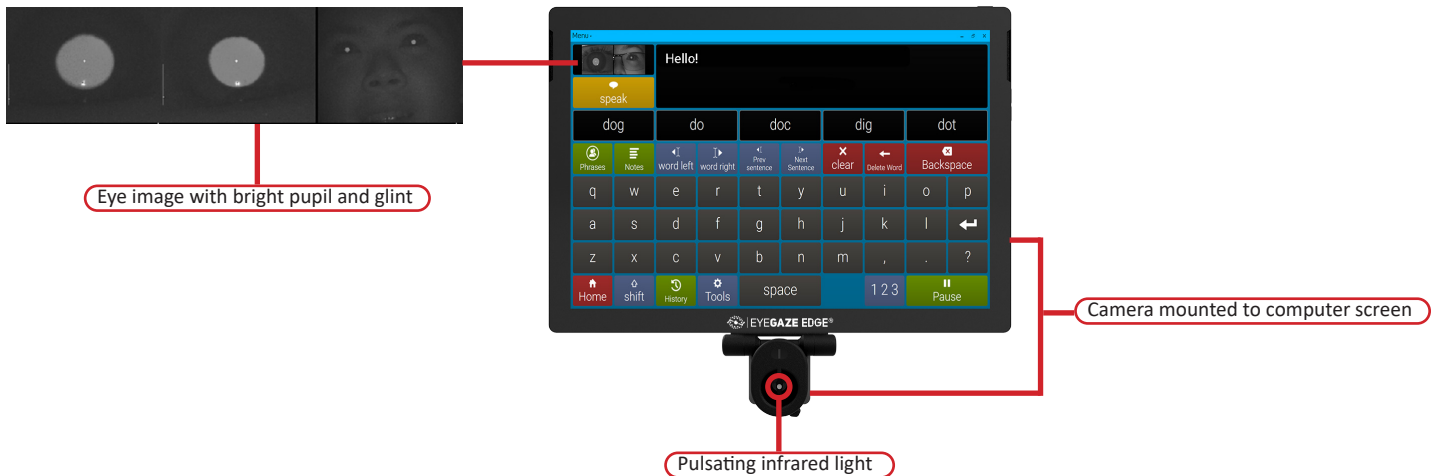 Menu
Hello!
speak
dog do doc dig dot
Phrases Notes word left word right Prev sentence Next Sentence clear Delete Word Backspace
q w e r t y u i o p
a s d f g h j k l
z x c v b n m , . ?
Home shift History Tools space 1 2 3 Pause
EYEGAZE EDGE®
Eye image with bright pupil and glint
Camera mounted to computer screen
Pulsating infrared light